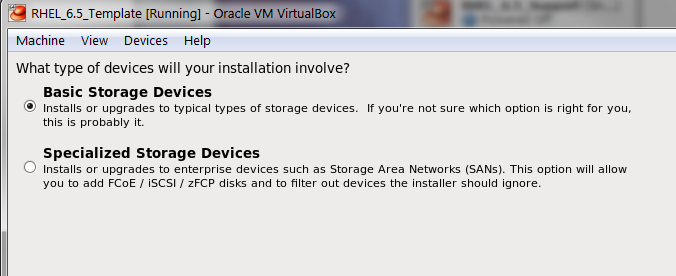 RHEL_6.5_Template [Running] - Oracle VM VirtualBox
Machine View Devices Help
What type of devices will your installation involve?
Basic Storage Devices
Installs or upgrades to typical types of storage devices. If you're not sure which option is right for you,
this is probably it.
Specialized Storage Devices
Installs or upgrades to enterprise devices such as Storage Area Networks (SANs). This option will allow
you to add FCoE / iSCSI / zFCP disks and to filter out devices the installer should ignore.